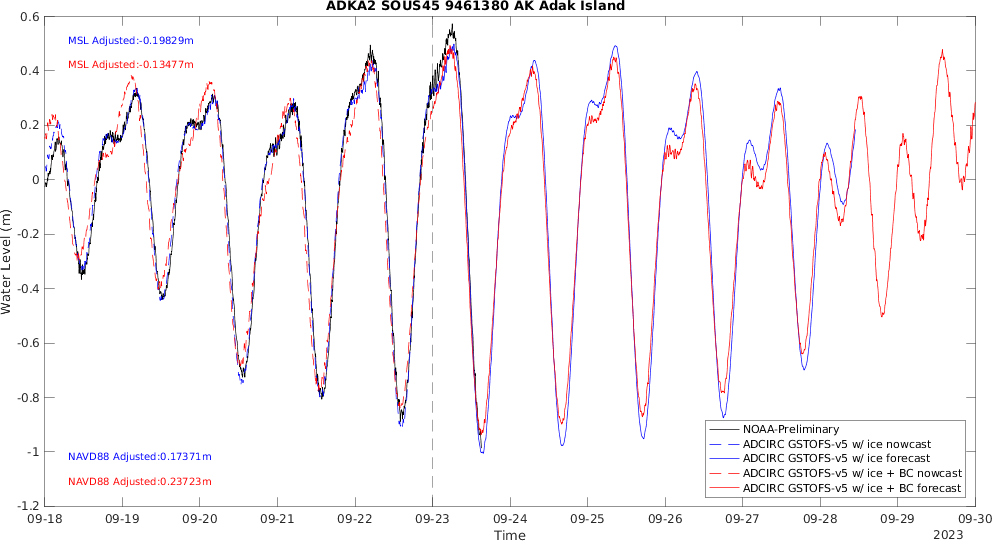 ADKA2 SOUS45 9461380 AK Adak Island
0.6
MSL Adjusted:-0.19829m
MSL Adjusted:-0.13477m
0.4
0.2
0
-0.2
-0.4
-0.6
-0.8
-1
-1.2
Water Level (m)
NAVD88 Adjusted:0.17371m
NAVD88 Adjusted:0.23723m
NOAA-Preliminary
ADCIRC GSTOFS-v5 w/ ice nowcast
ADCIRC GSTOFS-v5 w/ ice forecast
ADCIRC GSTOFS-v5 w/ ice + BC nowcast
ADCIRC GSTOFS-v5 w/ ice + BC forecast
09-18 09-19 09-20 09-21 09-22 09-23 09-24 09-25 09-26 09-27 09-28 09-29 09-30
Time
2023